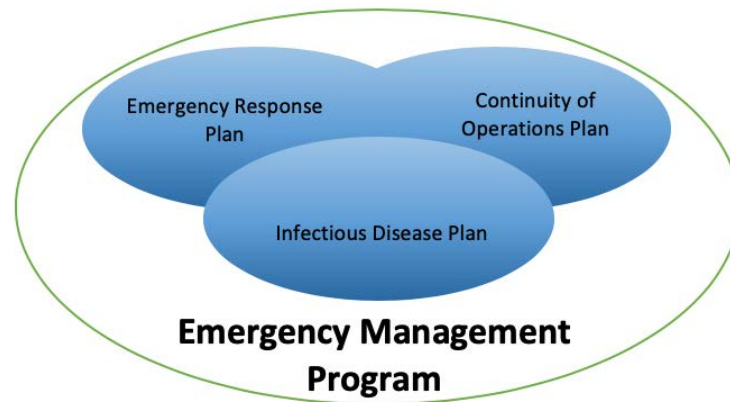 Emergency Response
Plan
Continuity of
Operations Plan
Infectious Disease Plan
Emergency Management
Program